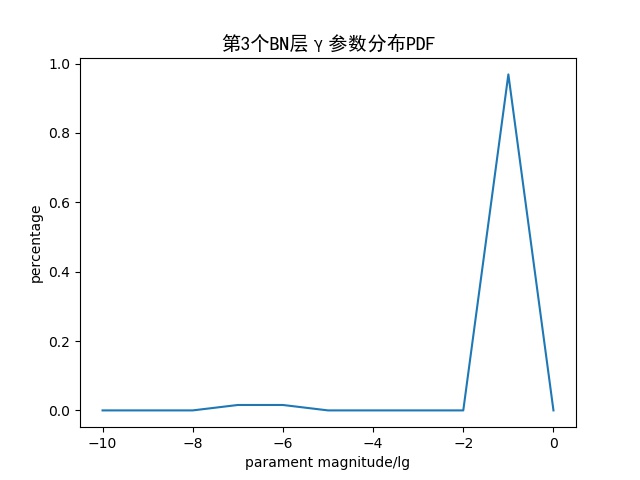 第3个BN层 γ 参数分布PDF
1.0
0.8
0.6
0.4
0.2
0.0
percentage
−10 −8 −6 −4 −2 0
parament magnitude/lg